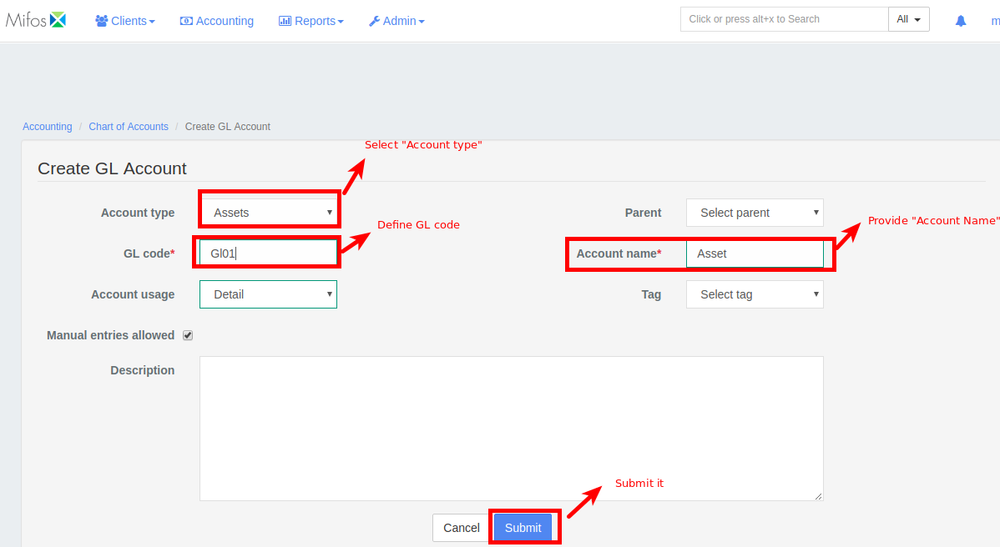 Mifos Clients Accounting Reports Admin Click or press alt+x to Search All m
Accounting / Chart of Accounts / Create GL Account
Select "Account type"
Create GL Account
Account type Assets Parent Select parent
Define GL code Provide "Account Name"
GL code* Gl01 Account name* Asset
Account usage Detail Tag Select tag
Manual entries allowed
Description
Submit it
Cancel Submit